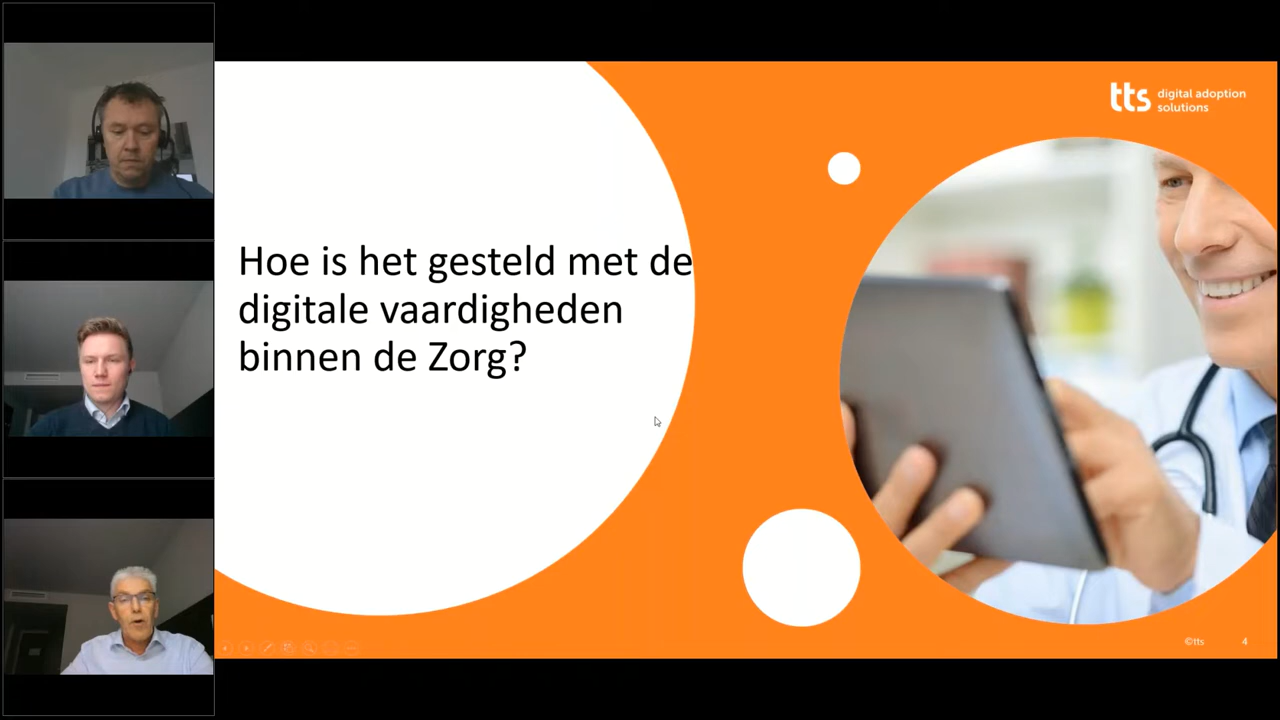 tts digital adoption
solutions
Hoe is het gesteld met de
digitale vaardigheden
binnen de Zorg?
©tts 4